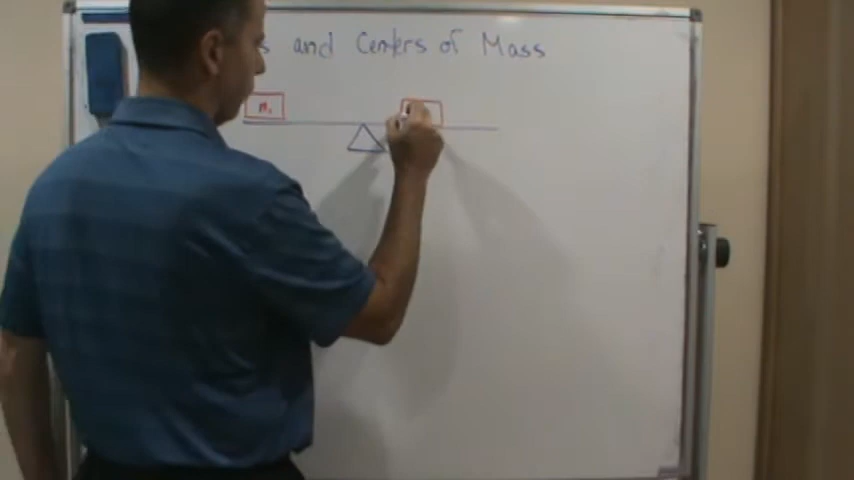 and Centers of Mass
m₁